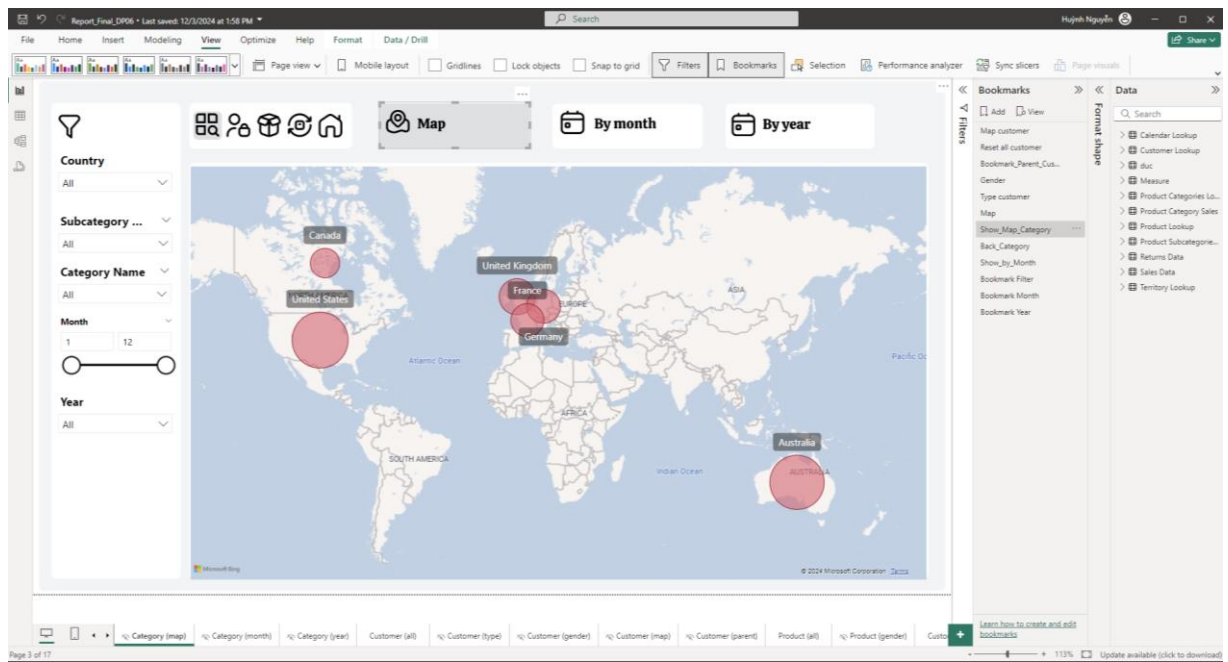 Report_Final_DP06 • Last saved: 12/3/2024 at 1:58 PM
Search
Huỳnh Nguyễn
File Home Insert Modeling View Optimize Help Format Data / Drill
Share
Page view
Mobile layout
Gridlines
Lock objects
Snap to grid
Filters
Bookmarks
Selection
Performance analyzer
Sync slicers
Page visuals
Country
All
Subcategory ...
All
Category Name
All
Month
1 12
Year
All
Map
By month
By year
Canada
United States
United Kingdom
France
EUROPE
Germany
ASIA
Atlantic Ocean
Pacific Oc
AFRICA
SOUTH AMERICA
Indian Ocean
Australia
AUSTRALIA
Microsoft Bing
© 2024 Microsoft Corporation Terms
Filters
Bookmarks
Add View
Map customer
Reset all customer
Bookmark_Parent_Cus...
Gender
Type customer
Map
Show_Map_Category
Back_Category
Show_by_Month
Bookmark Filter
Bookmark Month
Bookmark Year
Learn how to create and edit
bookmarks
Format shape
Data
Search
Calendar Lookup
Customer Lookup
duc
Measure
Product Categories Lo...
Product Category Sales
Product Lookup
Product Subcategorie...
Returns Data
Sales Data
Territory Lookup
Category (map) Category (month) Category (year) Customer (all) Customer (type) Customer (gender) Customer (map) Customer (parent) Product (all) Product (gender) Custo
Page 3 of 17
113%
Update available (click to download)